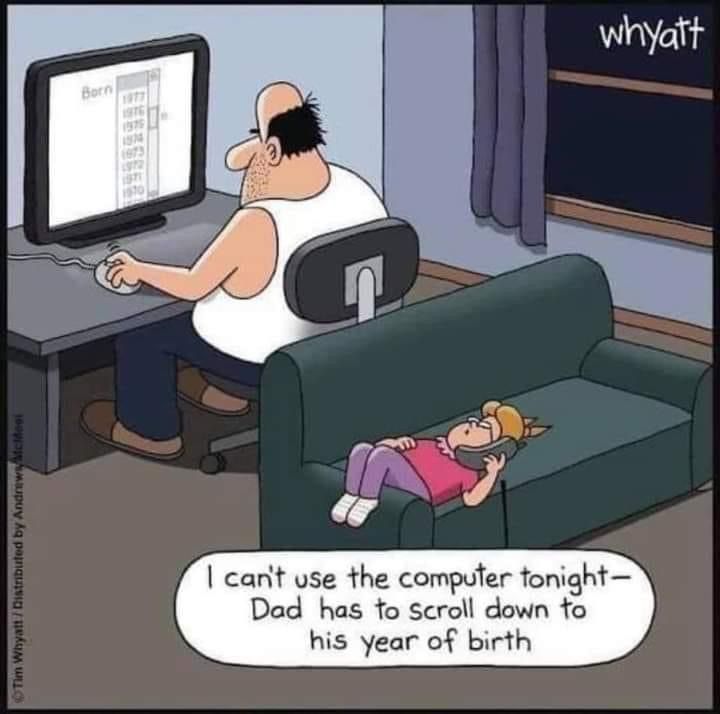 whyatt
Born
1977
1976
1975
1974
1973
1972
1971
1970
I can't use the computer tonight–
Dad has to scroll down to
his year of birth
©Tim Whyatt / Distributed by Andrews McMeel